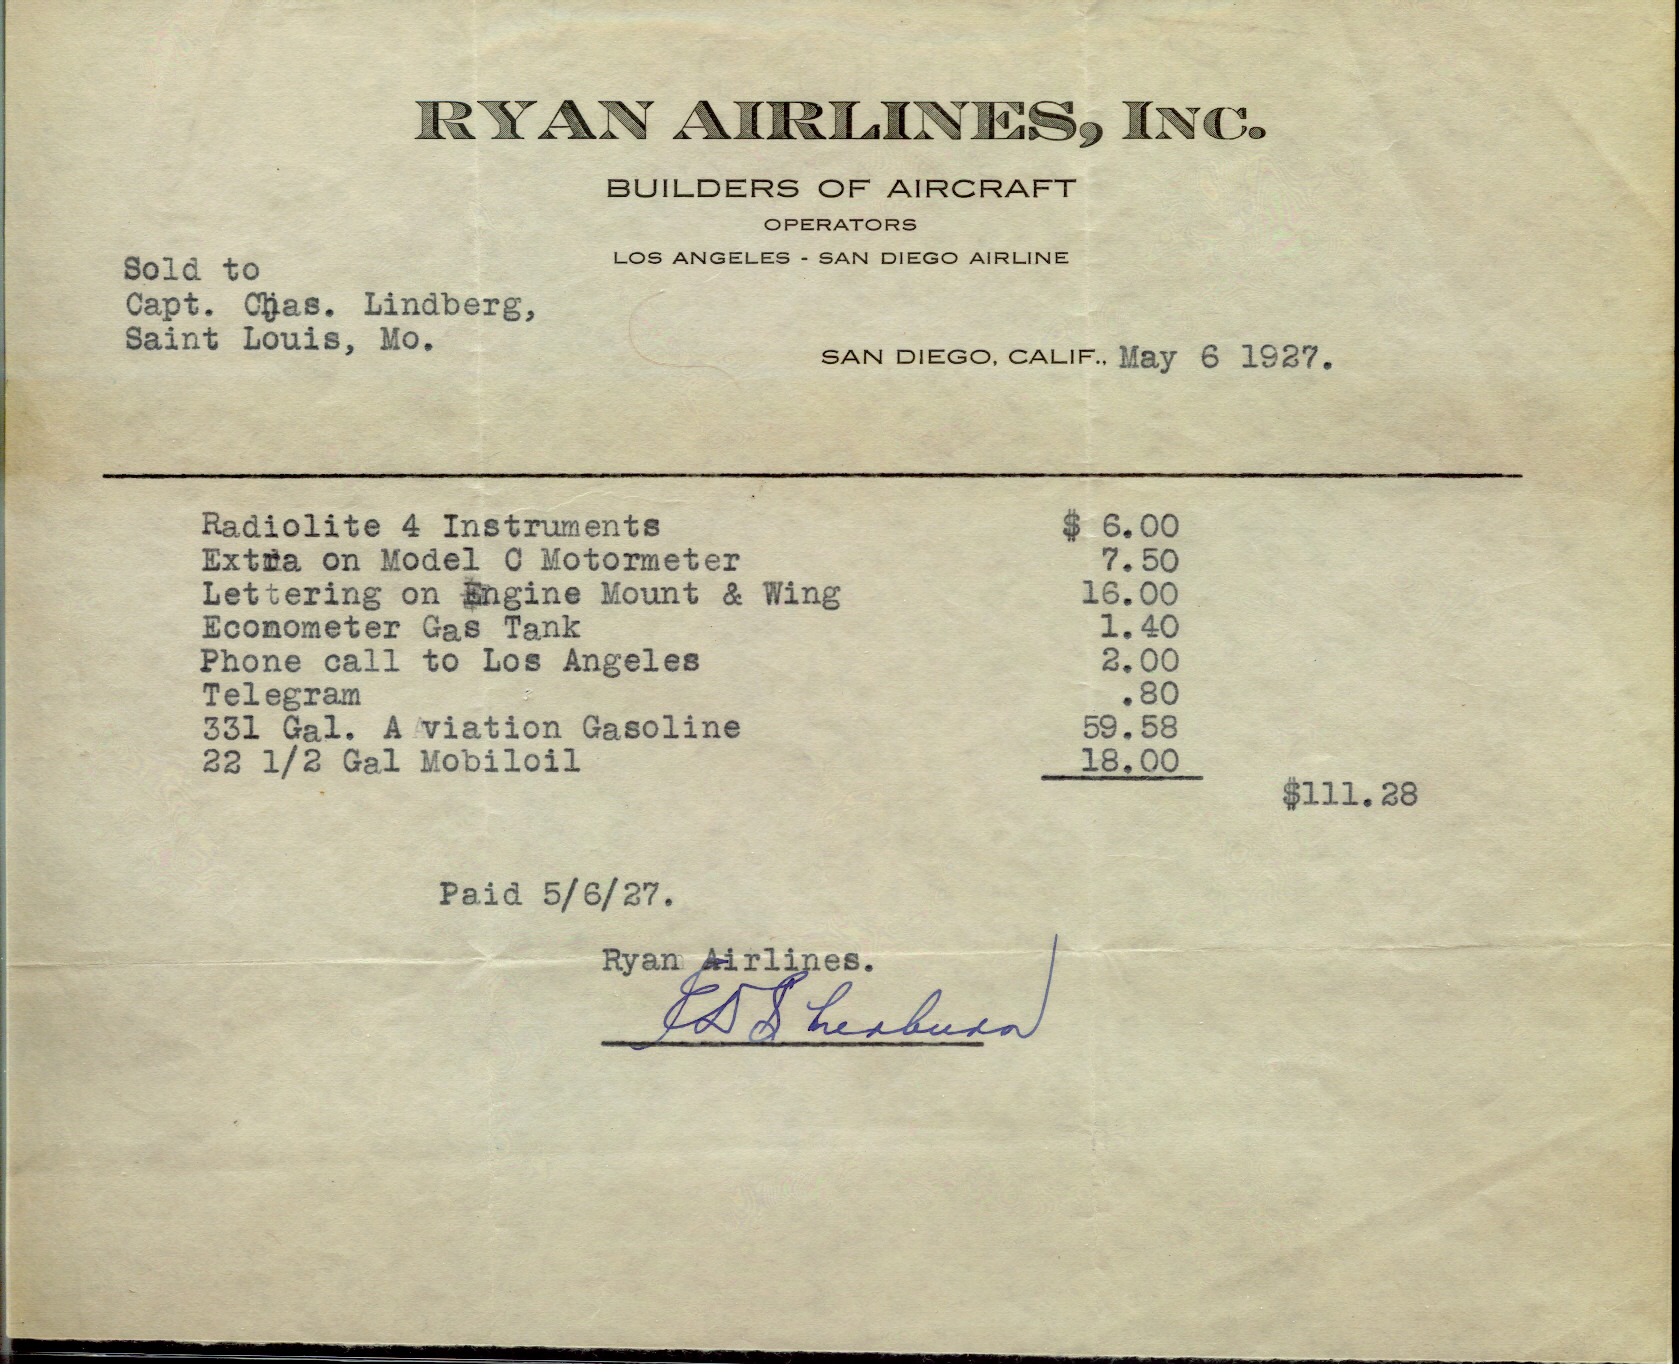 RYAN AIRLINES, INC.
BUILDERS OF AIRCRAFT
OPERATORS
LOS ANGELES - SAN DIEGO AIRLINE
Sold to
Capt. Chas. Lindberg,
Saint Louis, Mo.
SAN DIEGO, CALIF., May 6 1927.
Radiolite 4 Instruments $ 6.00
Extra on Model C Motormeter 7.50
Lettering on Engine Mount & Wing 16.00
Econometer Gas Tank 1.40
Phone call to Los Angeles 2.00
Telegram .80
331 Gal. A viation Gasoline 59.58
22 1/2 Gal Mobiloil 18.00
$111.28
Paid 5/6/27.
Ryan Airlines.
Sherburn